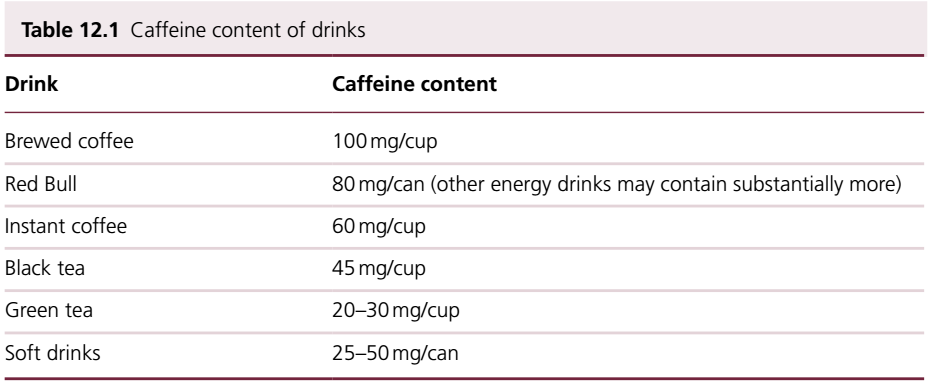 Table 12.1 Caffeine content of drinks
Drink Caffeine content
Brewed coffee 100 mg/cup
Red Bull 80 mg/can (other energy drinks may contain substantially more)
Instant coffee 60 mg/cup
Black tea 45 mg/cup
Green tea 20–30 mg/cup
Soft drinks 25–50 mg/can